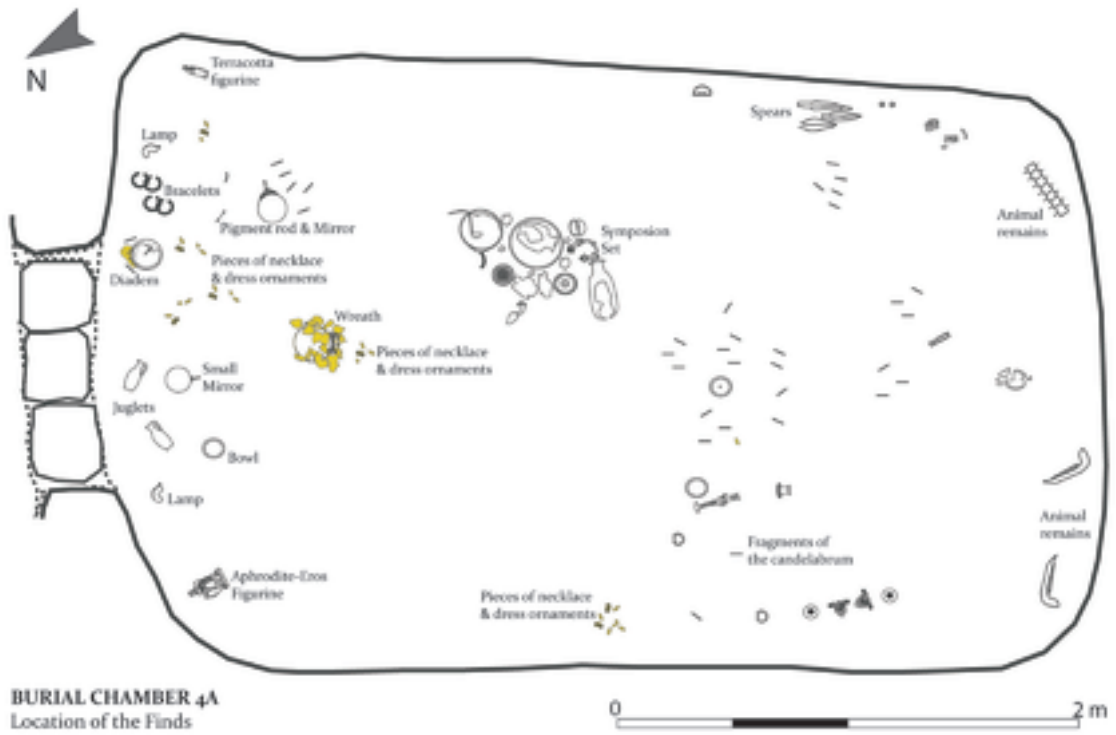 N
Terracotta
figurine
Lamp
Bracelets
Pigment rod & Mirror
Diadem
Pieces of necklace
& dress ornaments
Wreath
Pieces of necklace
& dress ornaments
Small
Mirror
Juglets
Bowl
Lamp
Aphrodite-Eros
Figurine
Symposion
Set
Spears
Animal
remains
Fragments of
the candelabrum
Animal
remains
Pieces of necklace
& dress ornaments
BURIAL CHAMBER 4A
Location of the Finds
0
2 m